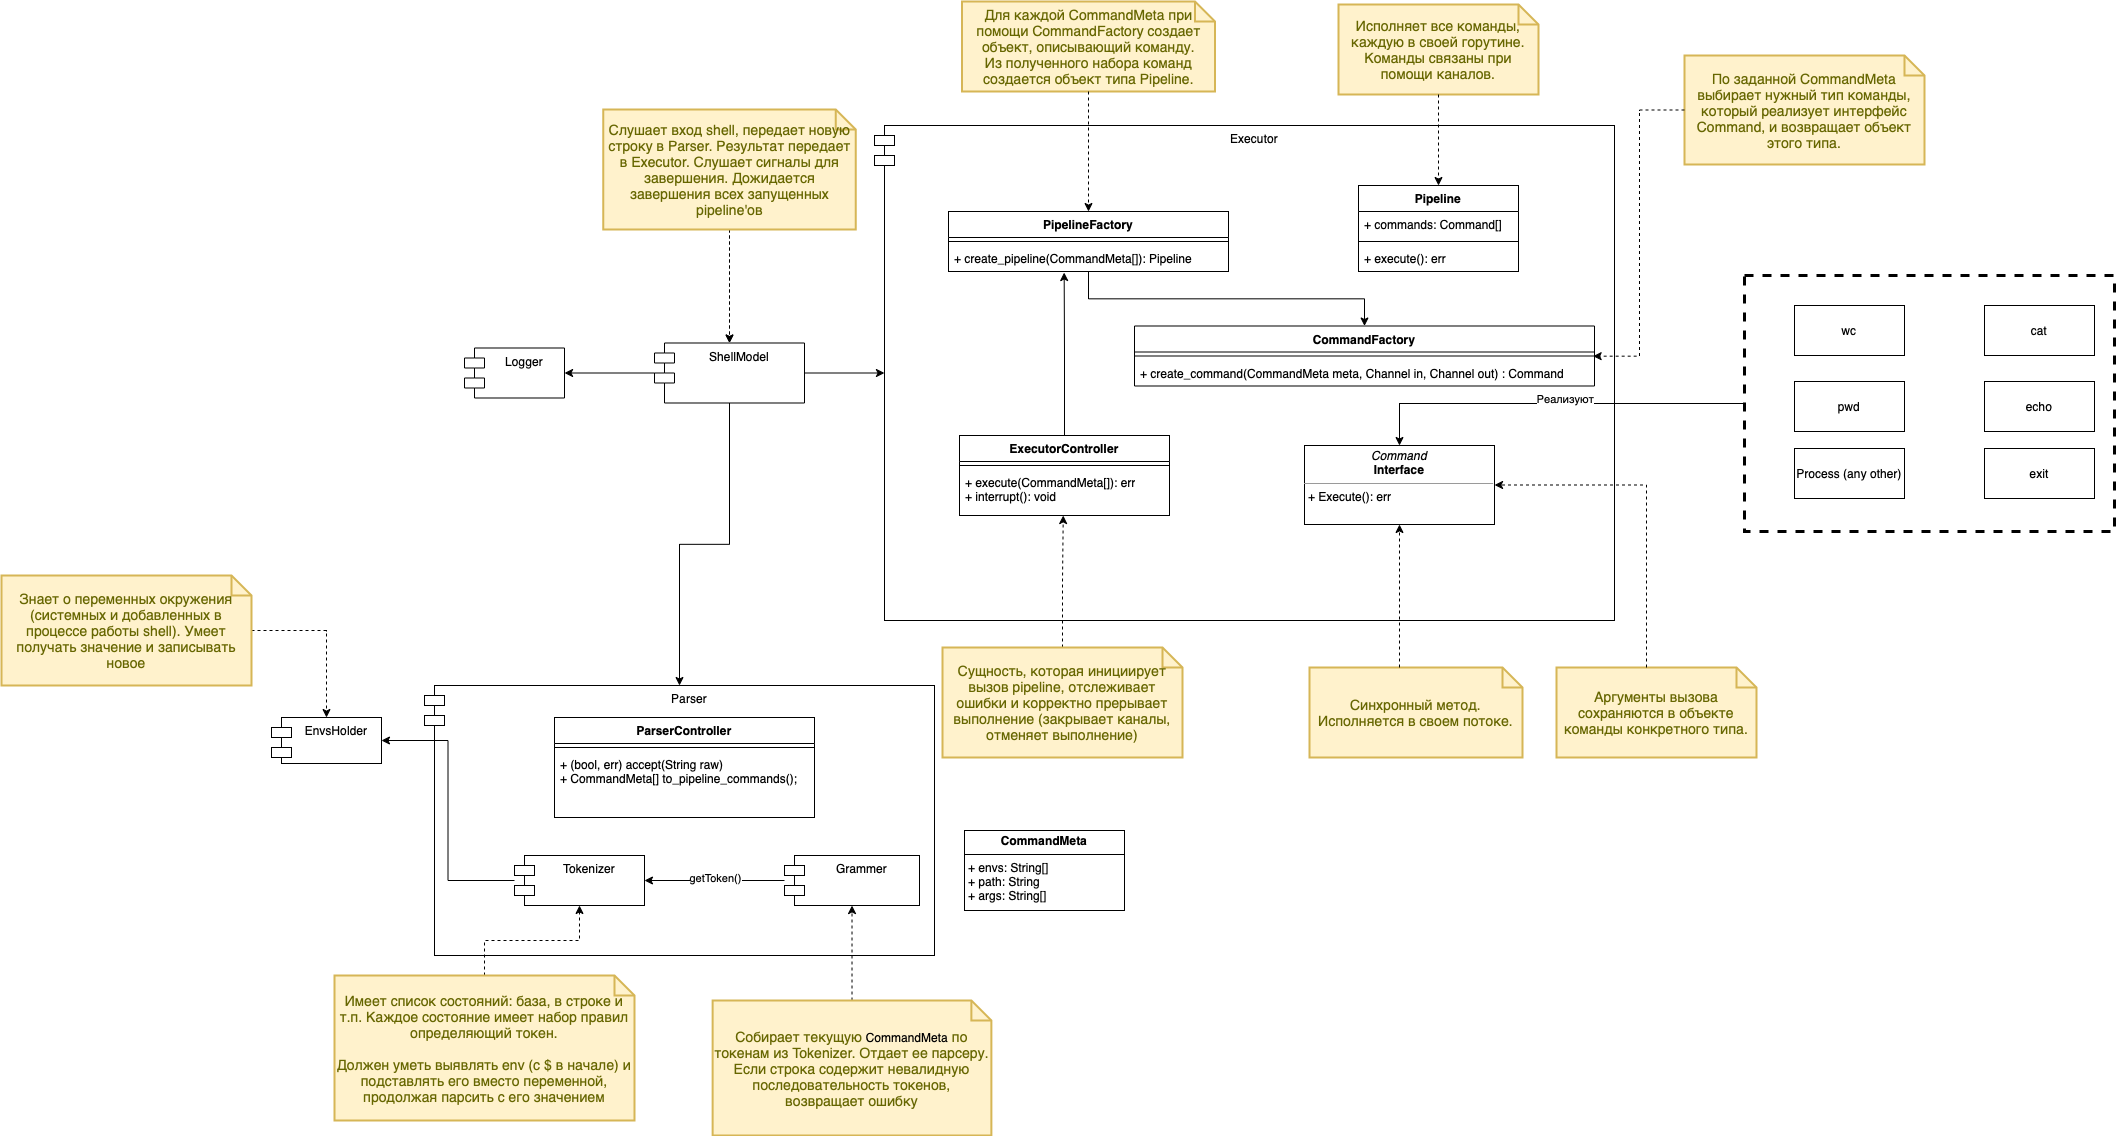 Для каждой CommandMeta при
помощи CommandFactory создает
объект, описывающий команду.
Из полученного набора команд
создается объект типа Pipeline.
Исполняет все команды,
каждую в своей горутине.
Команды связаны при
помощи каналов.
По заданной CommandMeta
выбирает нужный тип команды,
который реализует интерфейс
Command, и возвращает объект
этого типа.
Слушает вход shell, передает новую
строку в Parser. Результат передает
в Executor. Слушает сигналы для
завершения. Дожидается
завершения всех запущенных
pipeline'ов
Executor
Pipeline
+ commands: Command[]
+ execute(): err
PipelineFactory
+ create_pipeline(CommandMeta[]): Pipeline
CommandFactory
+ create_command(CommandMeta meta, Channel in, Channel out) : Command
Реализуют
wc
cat
pwd
echo
Process (any other)
exit
Logger
ShellModel
ExecutorController
+ execute(CommandMeta[]): err
+ interrupt(): void
Command
Interface
+ Execute(): err
Знает о переменных окружения
(системных и добавленных в
процессе работы shell). Умеет
получать значение и записывать
новое
Сущность, которая инициирует
вызов pipeline, отслеживает
ошибки и корректно прерывает
выполнение (закрывает каналы,
отменяет выполнение)
Синхронный метод.
Исполняется в своем потоке.
Аргументы вызова
сохраняются в объекте
команды конкретного типа.
EnvsHolder
Parser
ParserController
+ (bool, err) accept(String raw)
+ CommandMeta[] to_pipeline_commands();
Tokenizer
getToken()
Grammer
CommandMeta
+ envs: String[]
+ path: String
+ args: String[]
Имеет список состояний: база, в строке и
т.п. Каждое состояние имеет набор правил
определяющий токен.
Должен уметь выявлять env (с $ в начале) и
подставлять его вместо переменной,
продолжая парсить с его значением
Собирает текущую CommandMeta по
токенам из Tokenizer. Отдает ее парсеру.
Если строка содержит невалидную
последовательность токенов,
возвращает ошибку